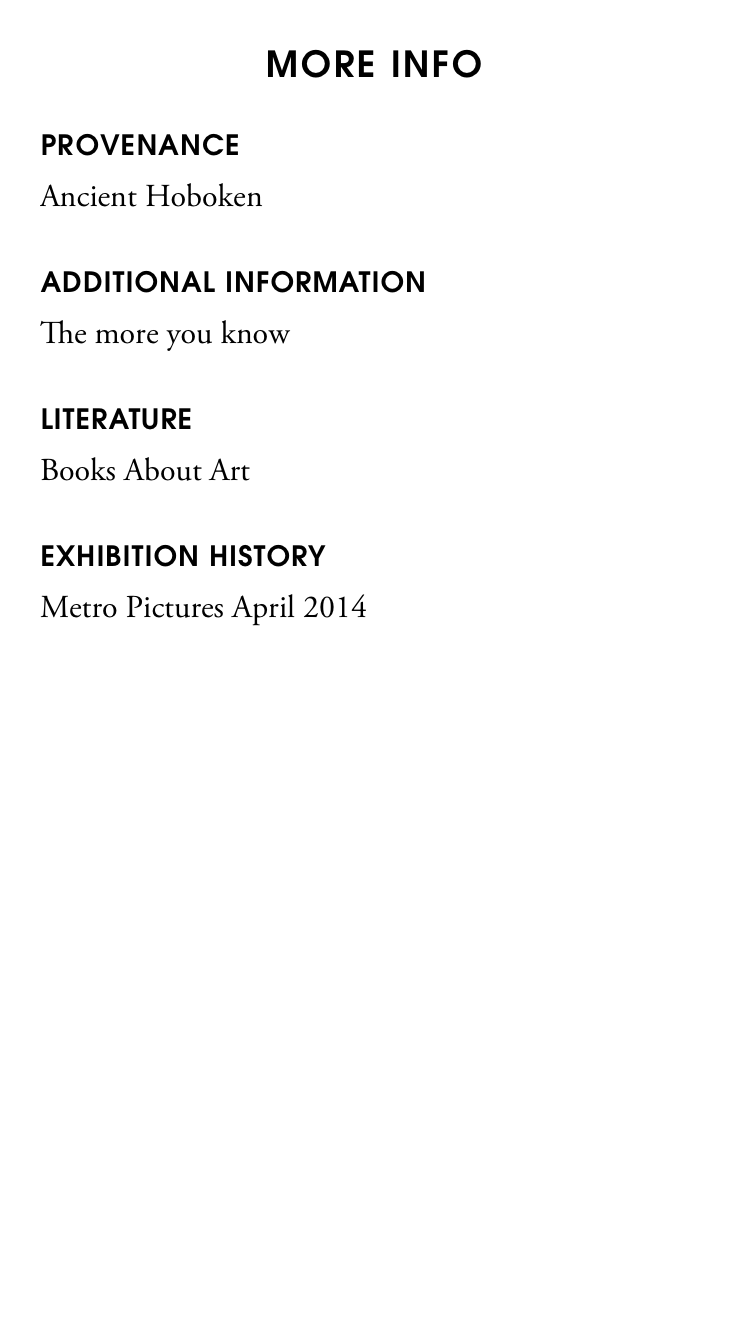 MORE INFO
PROVENANCE
Ancient Hoboken
ADDITIONAL INFORMATION
The more you know
LITERATURE
Books About Art
EXHIBITION HISTORY
Metro Pictures April 2014